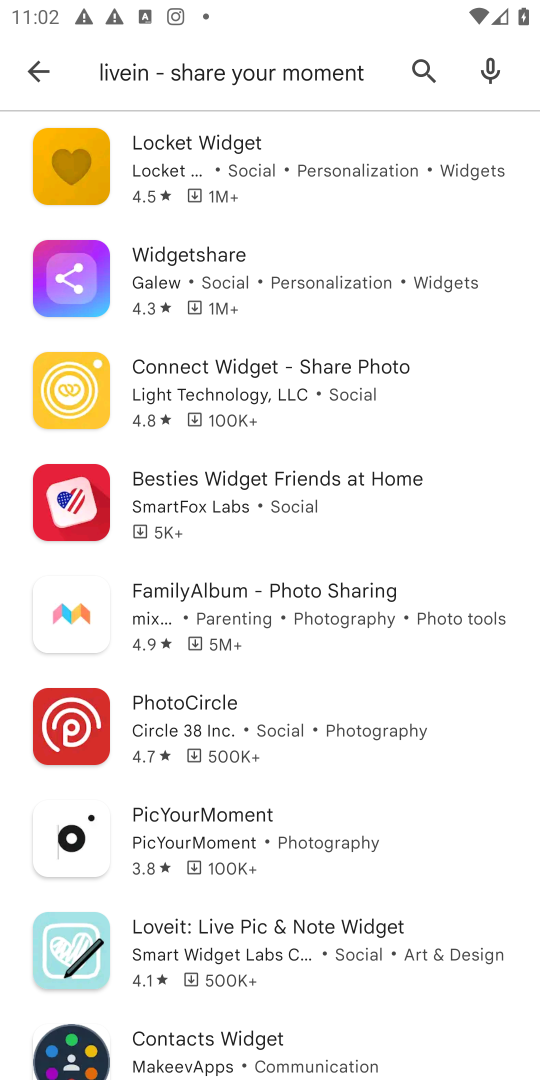 11:02
livein - share your moment
Locket Widget
Locket ... • Social • Personalization • Widgets
4.5★ 1M+
Widgetshare
Galew • Social • Personalization • Widgets
4.3★ 1M+
Connect Widget - Share Photo
Light Technology, LLC • Social
4.8★ 100K+
Besties Widget Friends at Home
SmartFox Labs • Social
5K+
FamilyAlbum - Photo Sharing
mix... • Parenting • Photography • Photo tools
4.9★ 5M+
PhotoCircle
Circle 38 Inc. • Social • Photography
4.7★ 500K+
PicYourMoment
PicYourMoment • Photography
3.8★ 100K+
Loveit: Live Pic & Note Widget
Smart Widget Labs C... • Social • Art & Design
4.1★ 500K+
Contacts Widget
MakeevApps • Communication